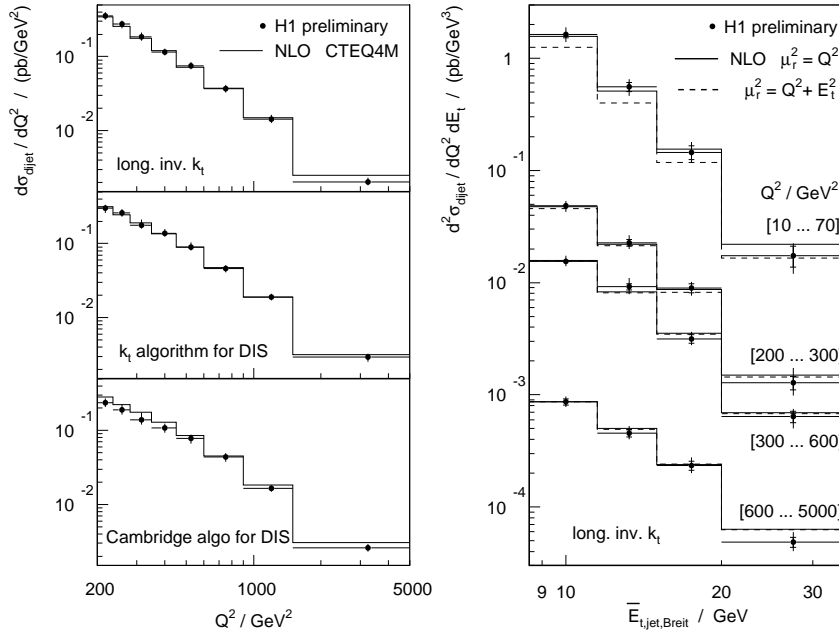 dσdijet / dQ² / (pb/GeV²)
H1 preliminary
NLO CTEQ4M
10⁻¹
10⁻²
long. inv. kt
10⁻¹
10⁻²
kt algorithm for DIS
10⁻¹
10⁻²
Cambridge algo for DIS
200
1000
5000
Q² / GeV²
d²σdijet / dQ² dEt / (pb/GeV³)
H1 preliminary
NLO μr² = Q²
μr² = Q² + Et²
1
10⁻¹
10⁻²
10⁻³
10⁻⁴
Q² / GeV²
[10 ... 70]
[200 ... 300]
[300 ... 600]
[600 ... 5000]
long. inv. kt
9 10
20
30
E̅t,jet,Breit / GeV